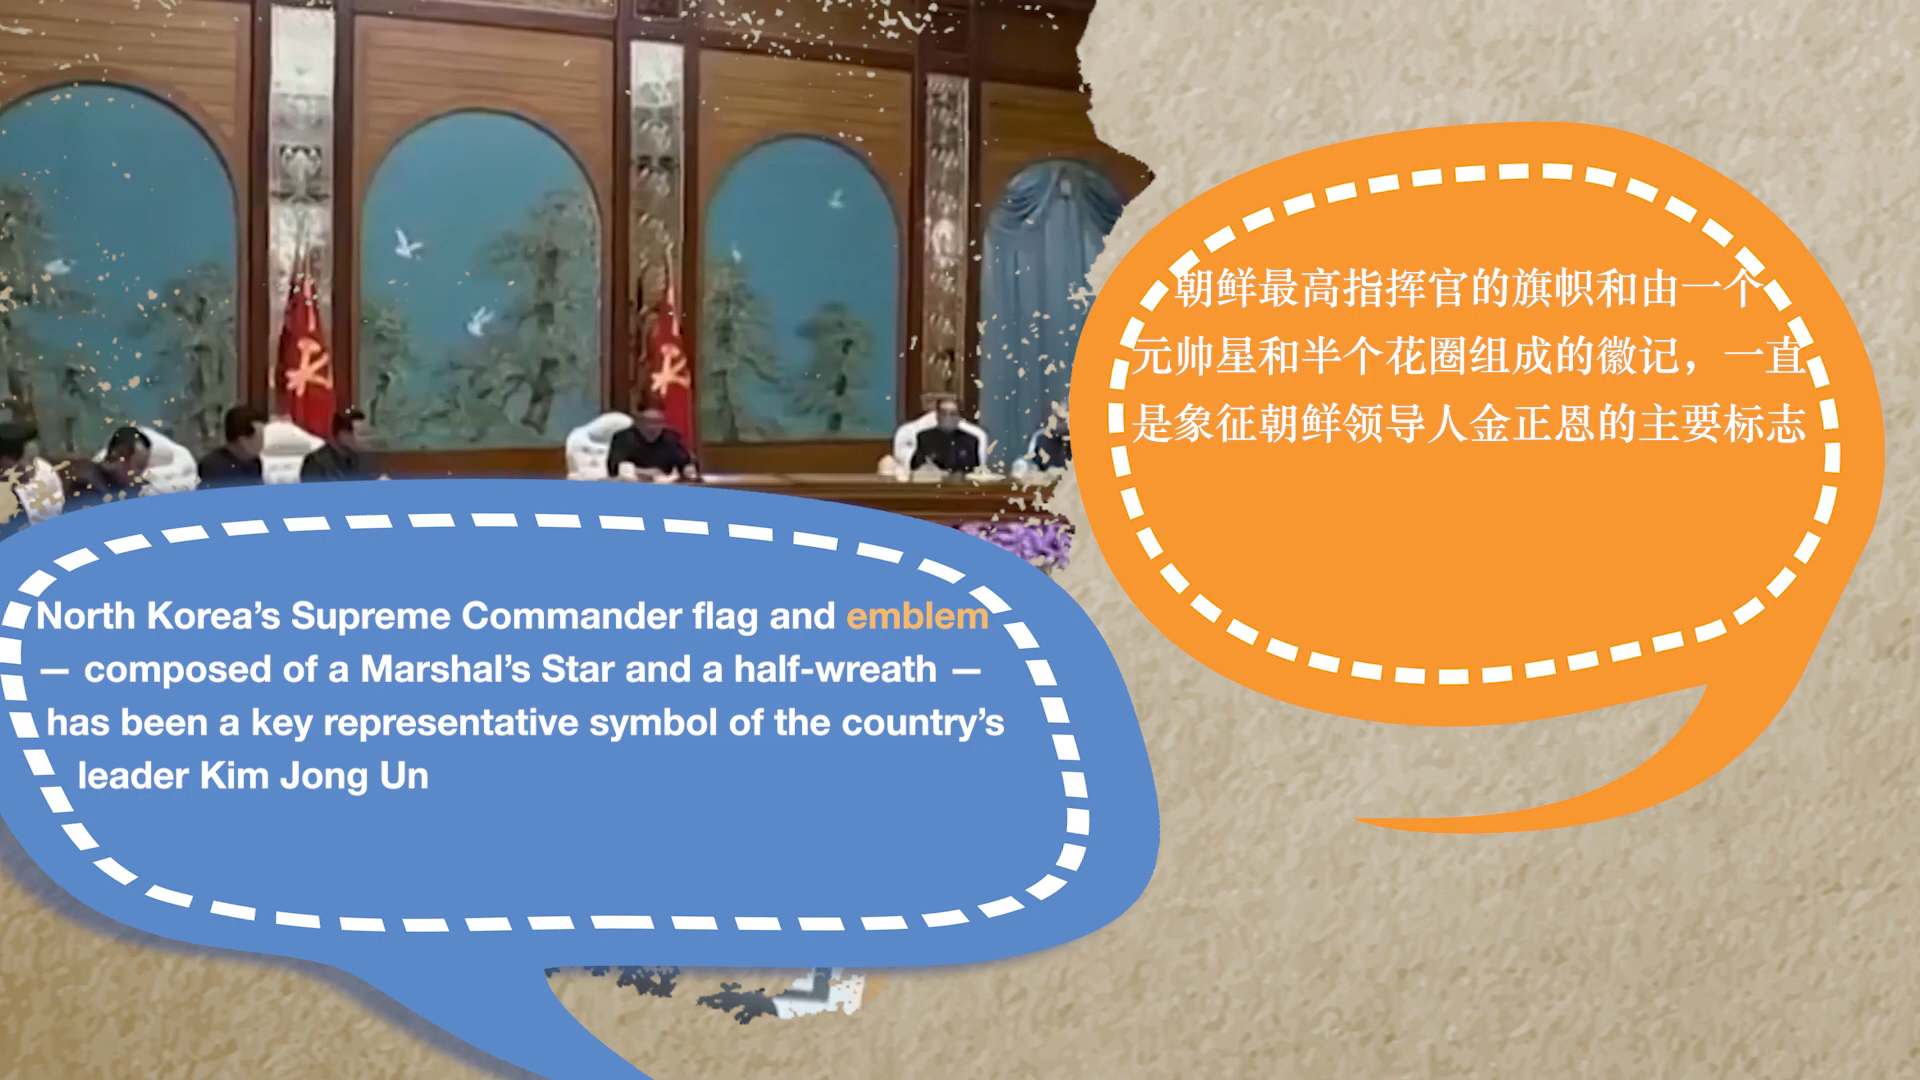 朝鲜最高指挥官的旗帜和由一个
元帅星和半个花圈组成的徽记，一直
是象征朝鲜领导人金正恩的主要标志
North Korea’s Supreme Commander flag and emblem
— composed of a Marshal’s Star and a half-wreath —
has been a key representative symbol of the country’s
leader Kim Jong Un